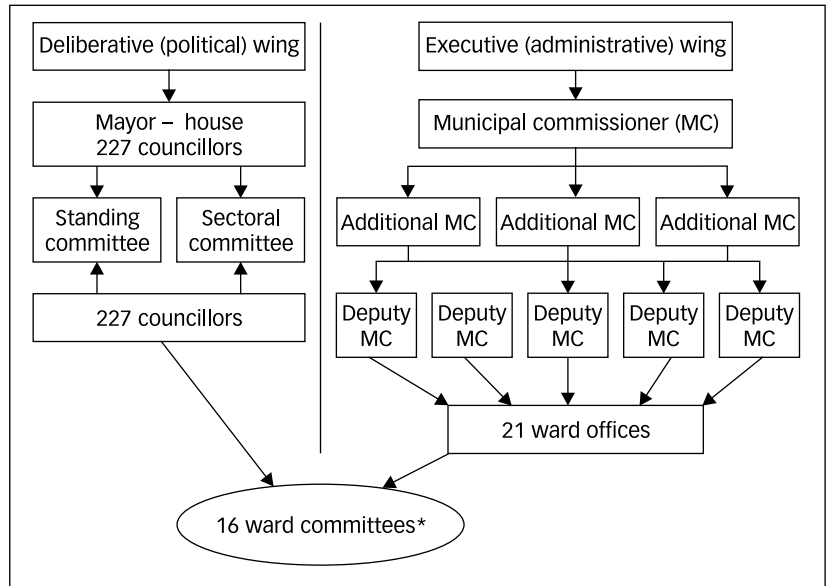 Deliberative (political) wing
Mayor – house
227 councillors
Standing
committee
Sectoral
committee
227 councillors
Executive (administrative) wing
Municipal commissioner (MC)
Additional MC
Additional MC
Additional MC
Deputy
MC
Deputy
MC
Deputy
MC
Deputy
MC
Deputy
MC
21 ward offices
16 ward committees*